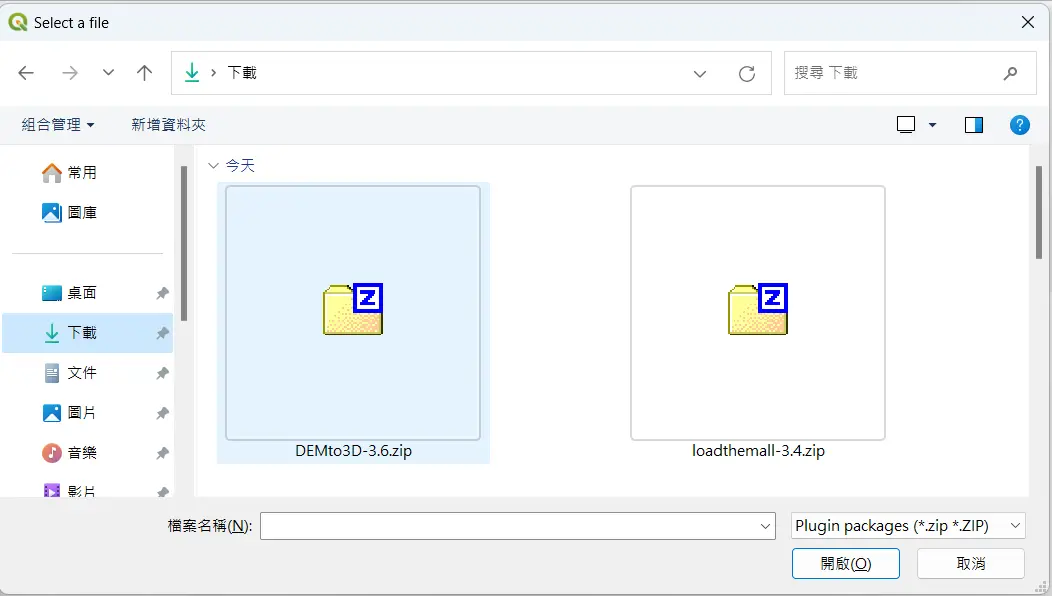 Select a file
下載
搜尋 下載
組合管理
新增資料夾
?
常用
圖庫
桌面
下載
文件
圖片
音樂
影片
今天
Z
Z
DEMto3D-3.6.zip
loadthemall-3.4.zip
檔案名稱(N):
Plugin packages (*.zip *.ZIP)
開啟(O)
取消